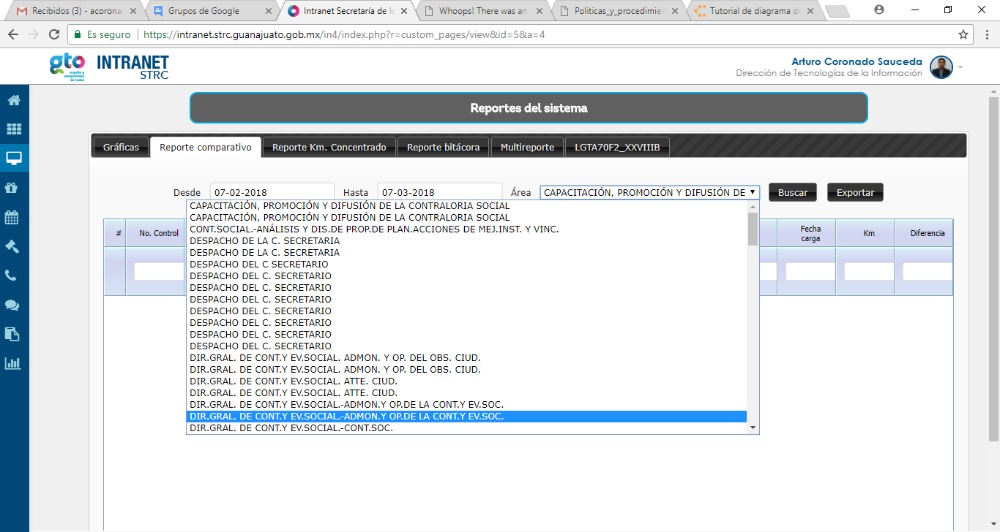 Recibidos (3) - acorona
Grupos de Google
Intranet Secretaría de la
Whoops! There was an
Politicas_y_procedimien
Tutorial de diagrama de
Es seguro
https://intranet.strc.guanajuato.gob.mx/in4/index.php?r=custom_pages/view&id=5&a=4
gto
orgullo y
compromiso
de todos
INTRANET
STRC
Arturo Coronado Sauceda
Dirección de Tecnologías de la Información
Reportes del sistema
Gráficas
Reporte comparativo
Reporte Km. Concentrado
Reporte bitácora
Multireporte
LGTA70F2_XXVIIIB
Desde 07-02-2018 Hasta 07-03-2018 Área CAPACITACIÓN, PROMOCIÓN Y DIFUSIÓN DE Buscar Exportar
CAPACITACIÓN, PROMOCIÓN Y DIFUSIÓN DE LA CONTRALORIA SOCIAL
CAPACITACIÓN, PROMOCIÓN Y DIFUSIÓN DE LA CONTRALORIA SOCIAL
CONT.SOCIAL.-ANÁLISIS Y DIS.DE PROP.DE PLAN.ACCIONES DE MEJ.INST. Y VINC.
DESPACHO DE LA C. SECRETARIA
DESPACHO DE LA C. SECRETARIA
DESPACHO DEL C SECRETARIO
DESPACHO DEL C. SECRETARIO
DESPACHO DEL C. SECRETARIO
DESPACHO DEL C. SECRETARIO
DESPACHO DEL C. SECRETARIO
DESPACHO DEL C. SECRETARIO
DESPACHO DEL C. SECRETARIO
DESPACHO DEL C. SECRETARIO
DIR.GRAL. DE CONT.Y EV.SOCIAL. ADMON. Y OP. DEL OBS. CIUD.
DIR.GRAL. DE CONT.Y EV.SOCIAL. ADMON. Y OP. DEL OBS. CIUD.
DIR.GRAL. DE CONT.Y EV.SOCIAL. ATTE. CIUD.
DIR.GRAL. DE CONT.Y EV.SOCIAL. ATTE. CIUD.
DIR.GRAL. DE CONT.Y EV.SOCIAL.-ADMON.Y OP.DE LA CONT.Y EV.SOC.
DIR.GRAL. DE CONT.Y EV.SOCIAL.-ADMON.Y OP.DE LA CONT.Y EV.SOC.
DIR.GRAL. DE CONT.Y EV.SOCIAL.-CONT.SOC.
#
No. Control
Fecha
carga
Km
Diferencia